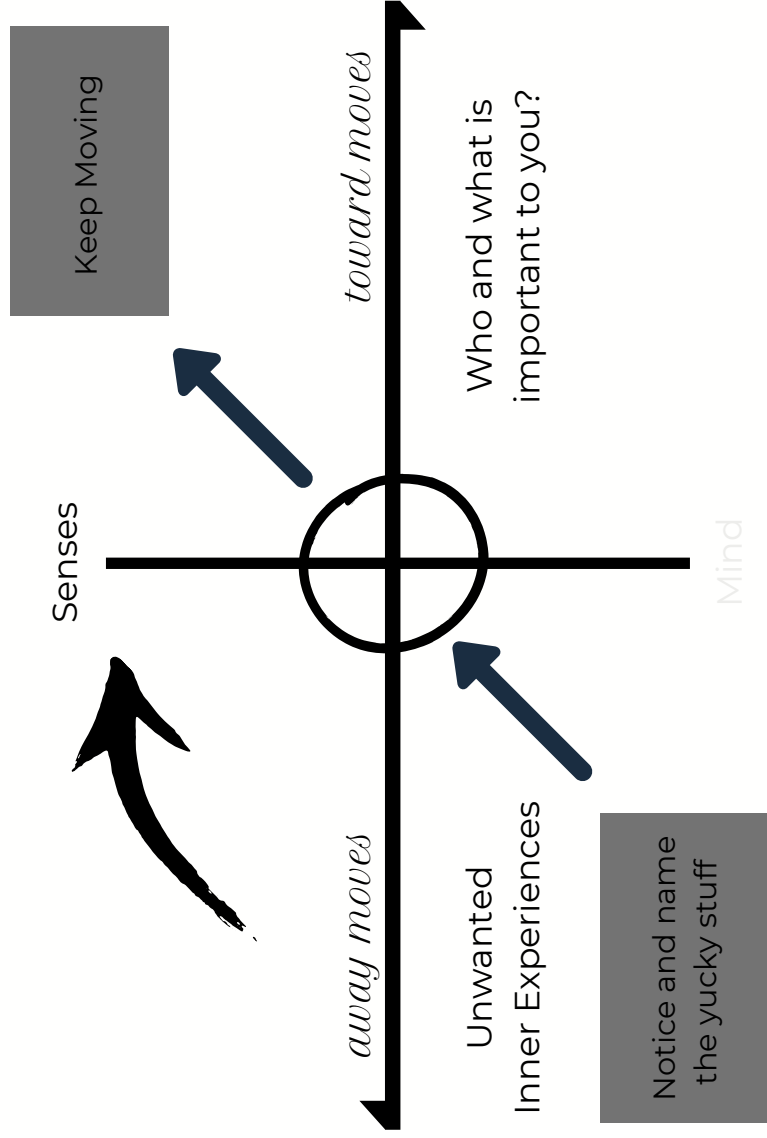 Senses
Keep Moving
away moves
toward moves
Unwanted
Inner Experiences
Who and what is
important to you?
Notice and name
the yucky stuff
Mind